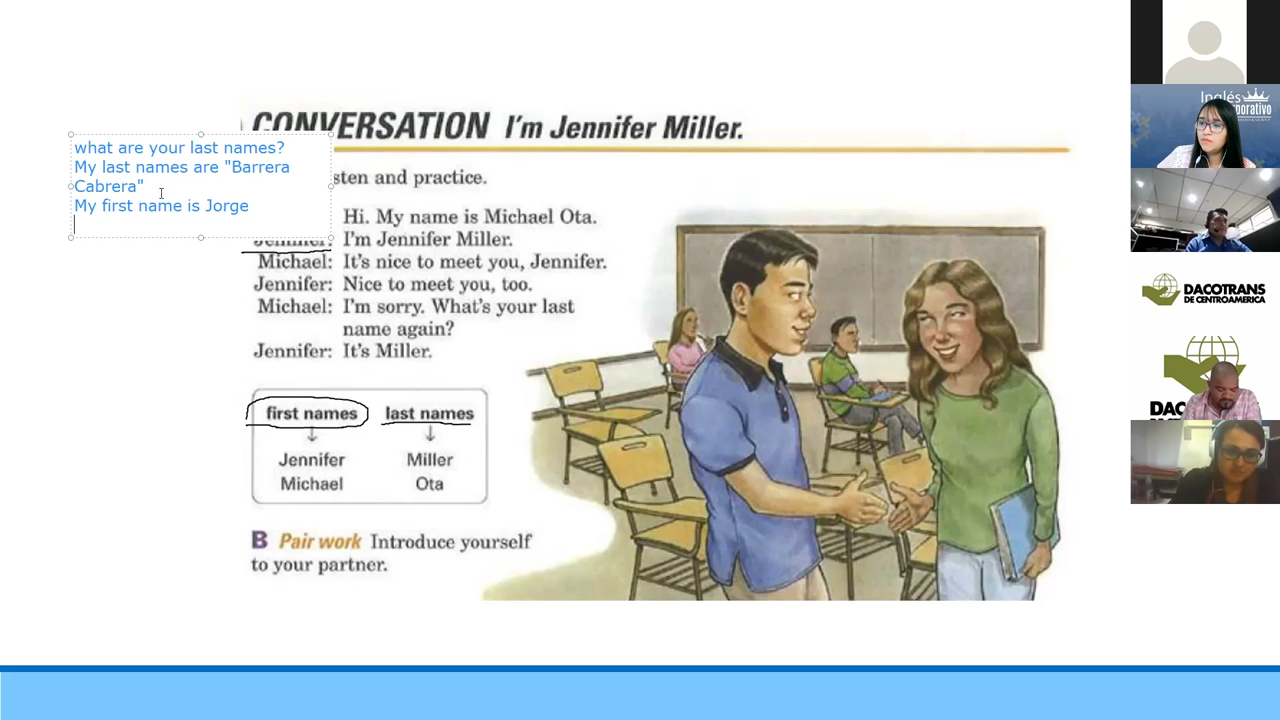 CONVERSATION I'm Jennifer Miller.
what are your last names?
My last names are "Barrera
Cabrera"
My first name is Jorge
sten and practice.
Hi. My name is Michael Ota.
Jennifer: I'm Jennifer Miller.
Michael: It's nice to meet you, Jennifer.
Jennifer: Nice to meet you, too.
Michael: I'm sorry. What's your last
name again?
Jennifer: It's Miller.
first names last names
Jennifer Miller
Michael Ota
B Pair work Introduce yourself
to your partner.
Inglés
DACOTRANS
DE CENTROAMERICA